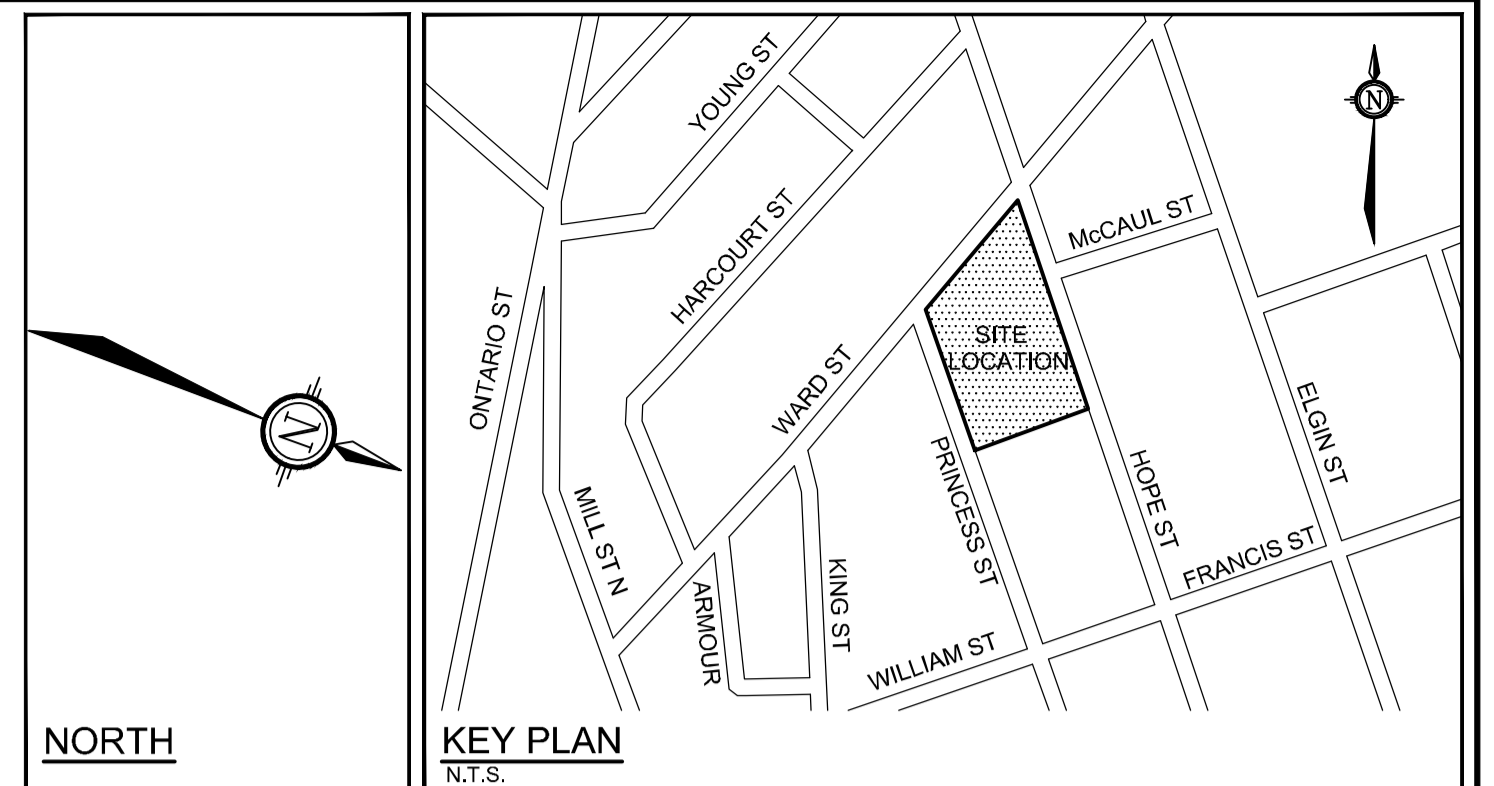 YOUNG ST
N
McCAUL ST
HARCOURT ST
ONTARIO ST
WARD ST
SITE
LOCATION
N
ELGIN ST
PRINCESS ST
HOPE ST
MILL ST N
FRANCIS ST
KING ST
ARMOUR
WILLIAM ST
NORTH
KEY PLAN
N.T.S.